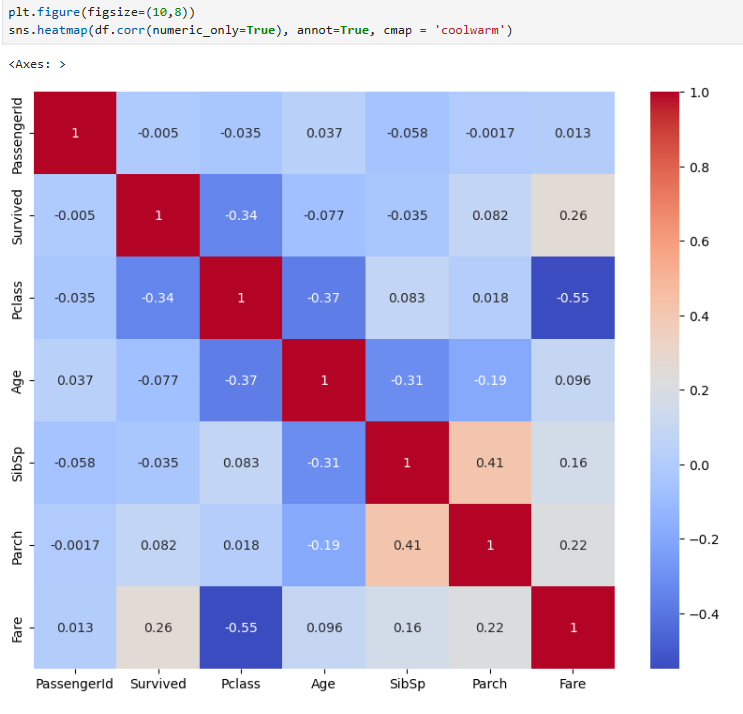 plt.figure(figsize=(10,8))
sns.heatmap(df.corr(numeric_only=True), annot=True, cmap = 'coolwarm')
<Axes: >
PassengerId 1 -0.005 -0.035 0.037 -0.058 -0.0017 0.013
Survived -0.005 1 -0.34 -0.077 -0.035 0.082 0.26
Pclass -0.035 -0.34 1 -0.37 0.083 0.018 -0.55
Age 0.037 -0.077 -0.37 1 -0.31 -0.19 0.096
SibSp -0.058 -0.035 0.083 -0.31 1 0.41 0.16
Parch -0.0017 0.082 0.018 -0.19 0.41 1 0.22
Fare 0.013 0.26 -0.55 0.096 0.16 0.22 1
PassengerId Survived Pclass Age SibSp Parch Fare
1.0
0.8
0.6
0.4
0.2
0.0
−0.2
−0.4